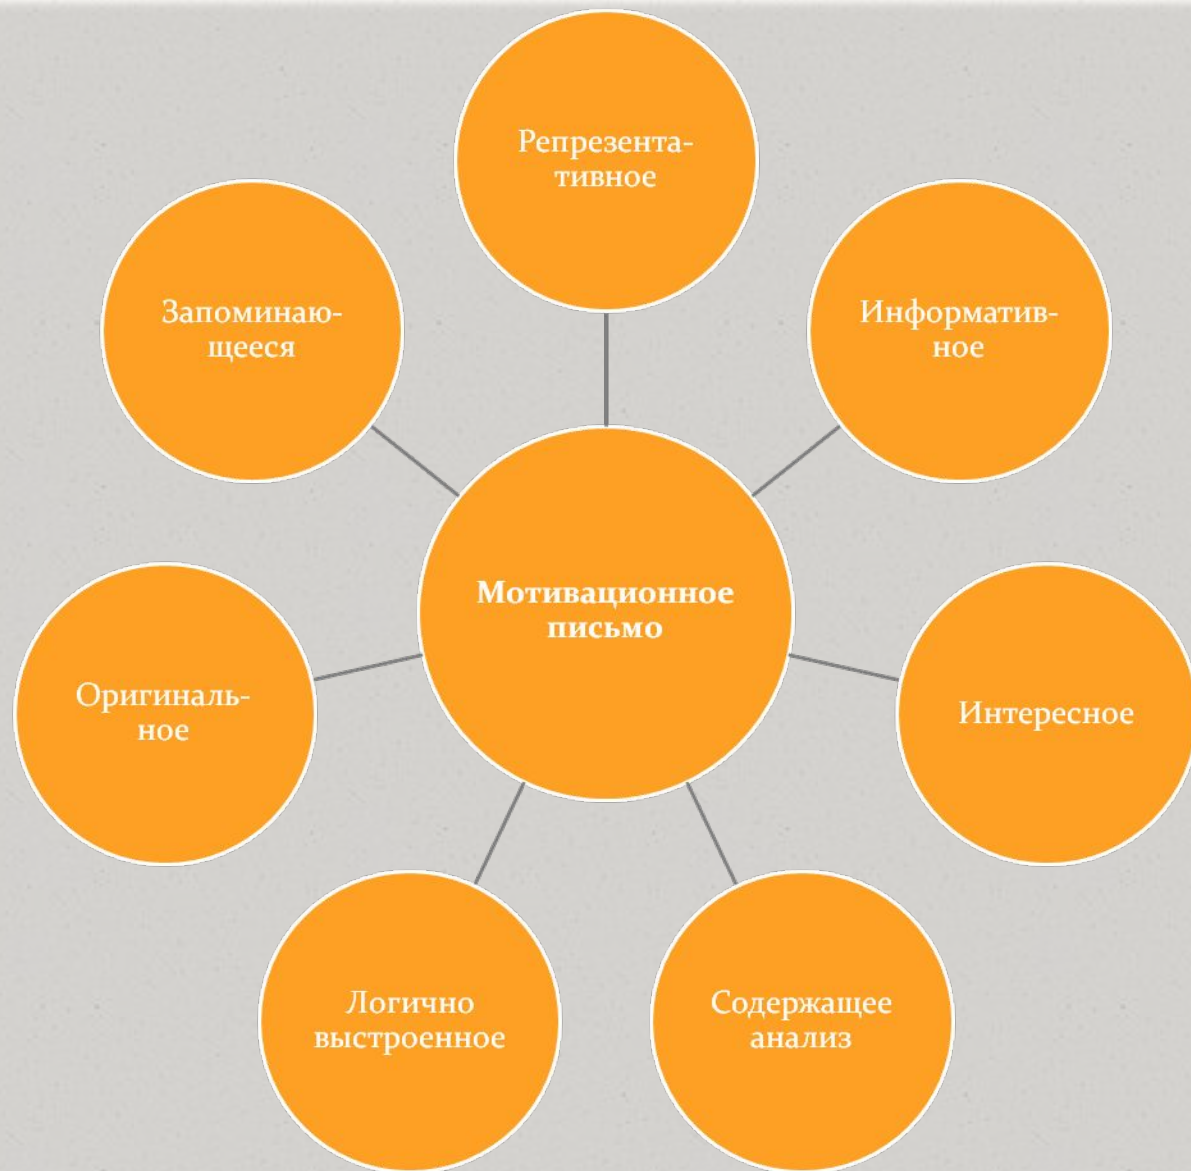 Репрезента-
тивное
Запоминаю-
щееся
Информатив-
ное
Мотивационное
письмо
Оригиналь-
ное
Интересное
Логично
выстроенное
Содержащее
анализ